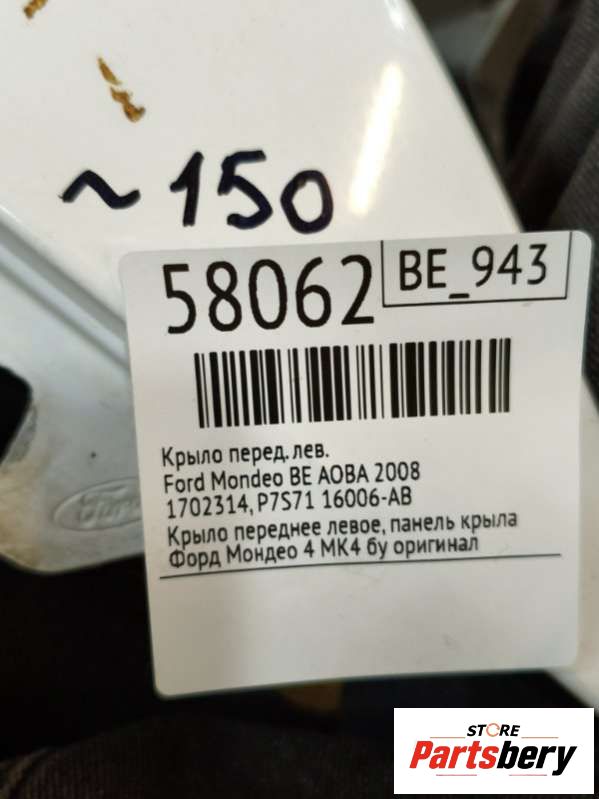 ~150
58062
BE_943
Крыло перед. лев.
Ford Mondeo BE AOBA 2008
1702314, P7S71 16006-AB
Крыло переднее левое, панель крыла
Форд Мондео 4 MK4 бу оригинал
Ford
STORE
Partsbery